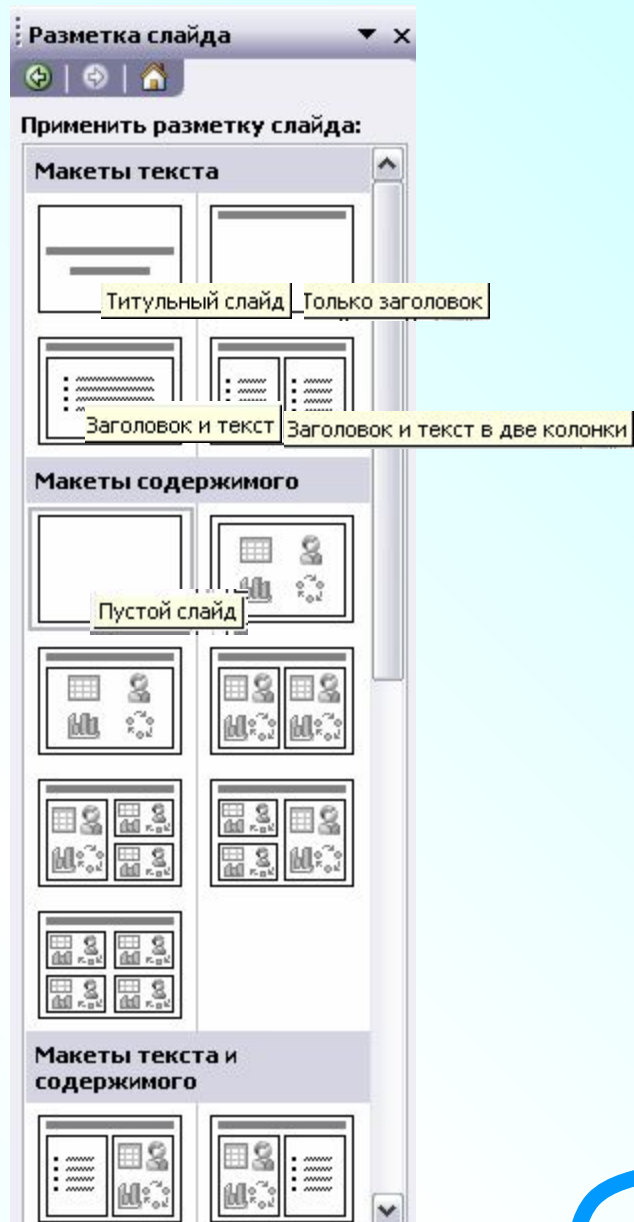 Разметка слайда
Применить разметку слайда:
Макеты текста
Титульный слайд
Только заголовок
Заголовок и текст
Заголовок и текст в две колонки
Макеты содержимого
Пустой слайд
Макеты текста и
содержимого